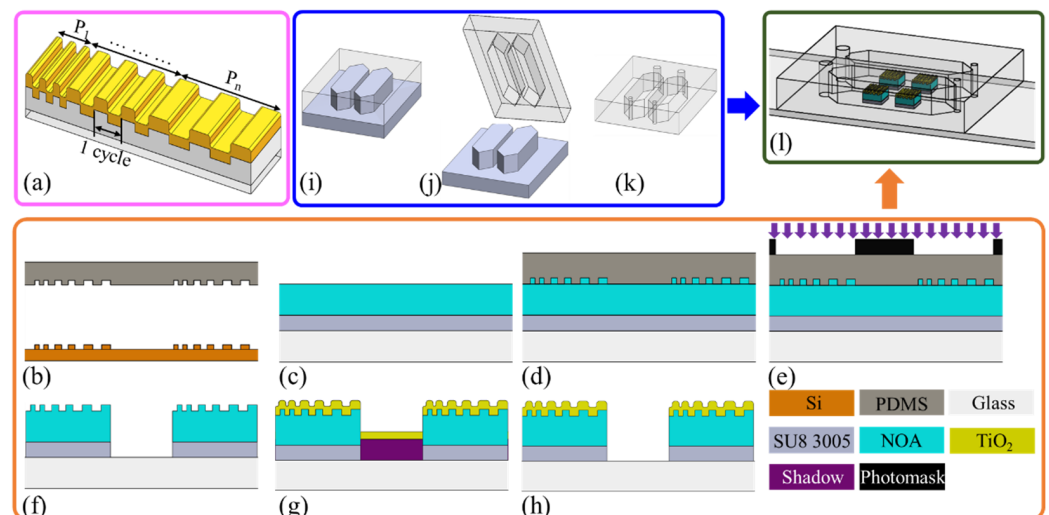 P1 ... ... Pn
1 cycle
(a)
(i) (j) (k)
(l)
(b) (c) (d) (e)
Si PDMS Glass
SU8 3005 NOA TiO2
Shadow Photomask
(f) (g) (h)